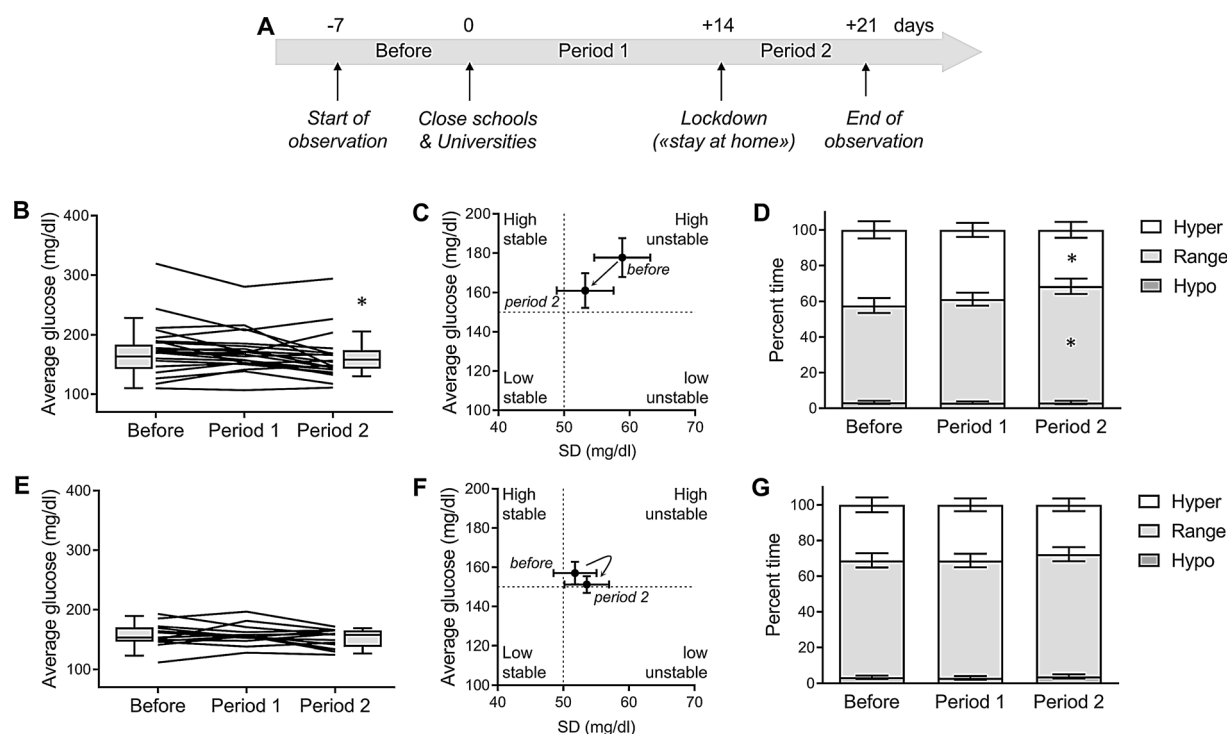 A
-7 0 +14 +21 days
Before Period 1 Period 2
Start of observation
Close schools & Universities
Lockdown («stay at home»)
End of observation
B
Average glucose (mg/dl)
400
300
200
100
*
Before Period 1 Period 2
C
Average glucose (mg/dl)
200
180
160
140
120
100
High stable
High unstable
before
period 2
Low stable
low unstable
40 50 60 70
SD (mg/dl)
D
Percent time
100
80
60
40
20
0
*
*
Before Period 1 Period 2
Hyper
Range
Hypo
E
Average glucose (mg/dl)
400
300
200
100
Before Period 1 Period 2
F
Average glucose (mg/dl)
200
180
160
140
120
100
High stable
High unstable
before
period 2
Low stable
low unstable
40 50 60 70
SD (mg/dl)
G
Percent time
100
80
60
40
20
0
Before Period 1 Period 2
Hyper
Range
Hypo